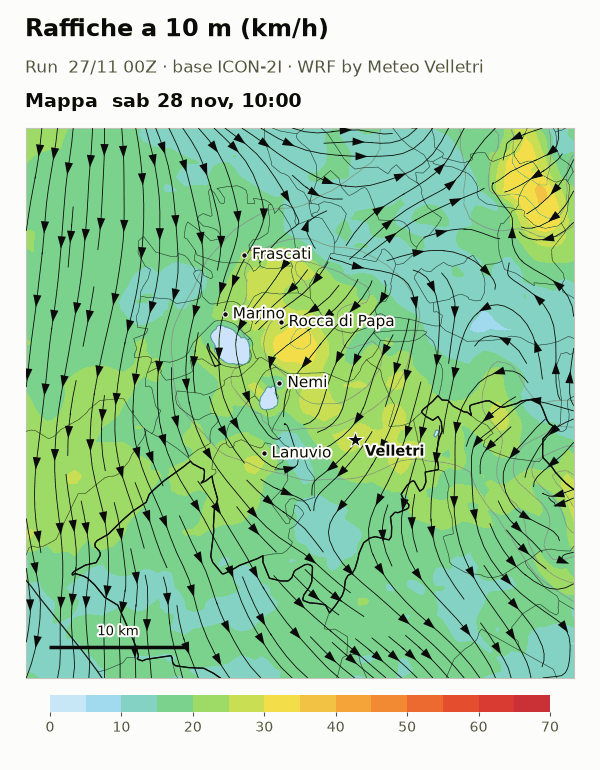 Raffiche a 10 m (km/h)
Run  27/11 00Z · base ICON-2I · WRF by Meteo Velletri
Mappa  sab 28 nov, 10:00
Frascati
Marino
Rocca di Papa
Nemi
Velletri
Lanuvio
10 km
0 10 20 30 40 50 60 70